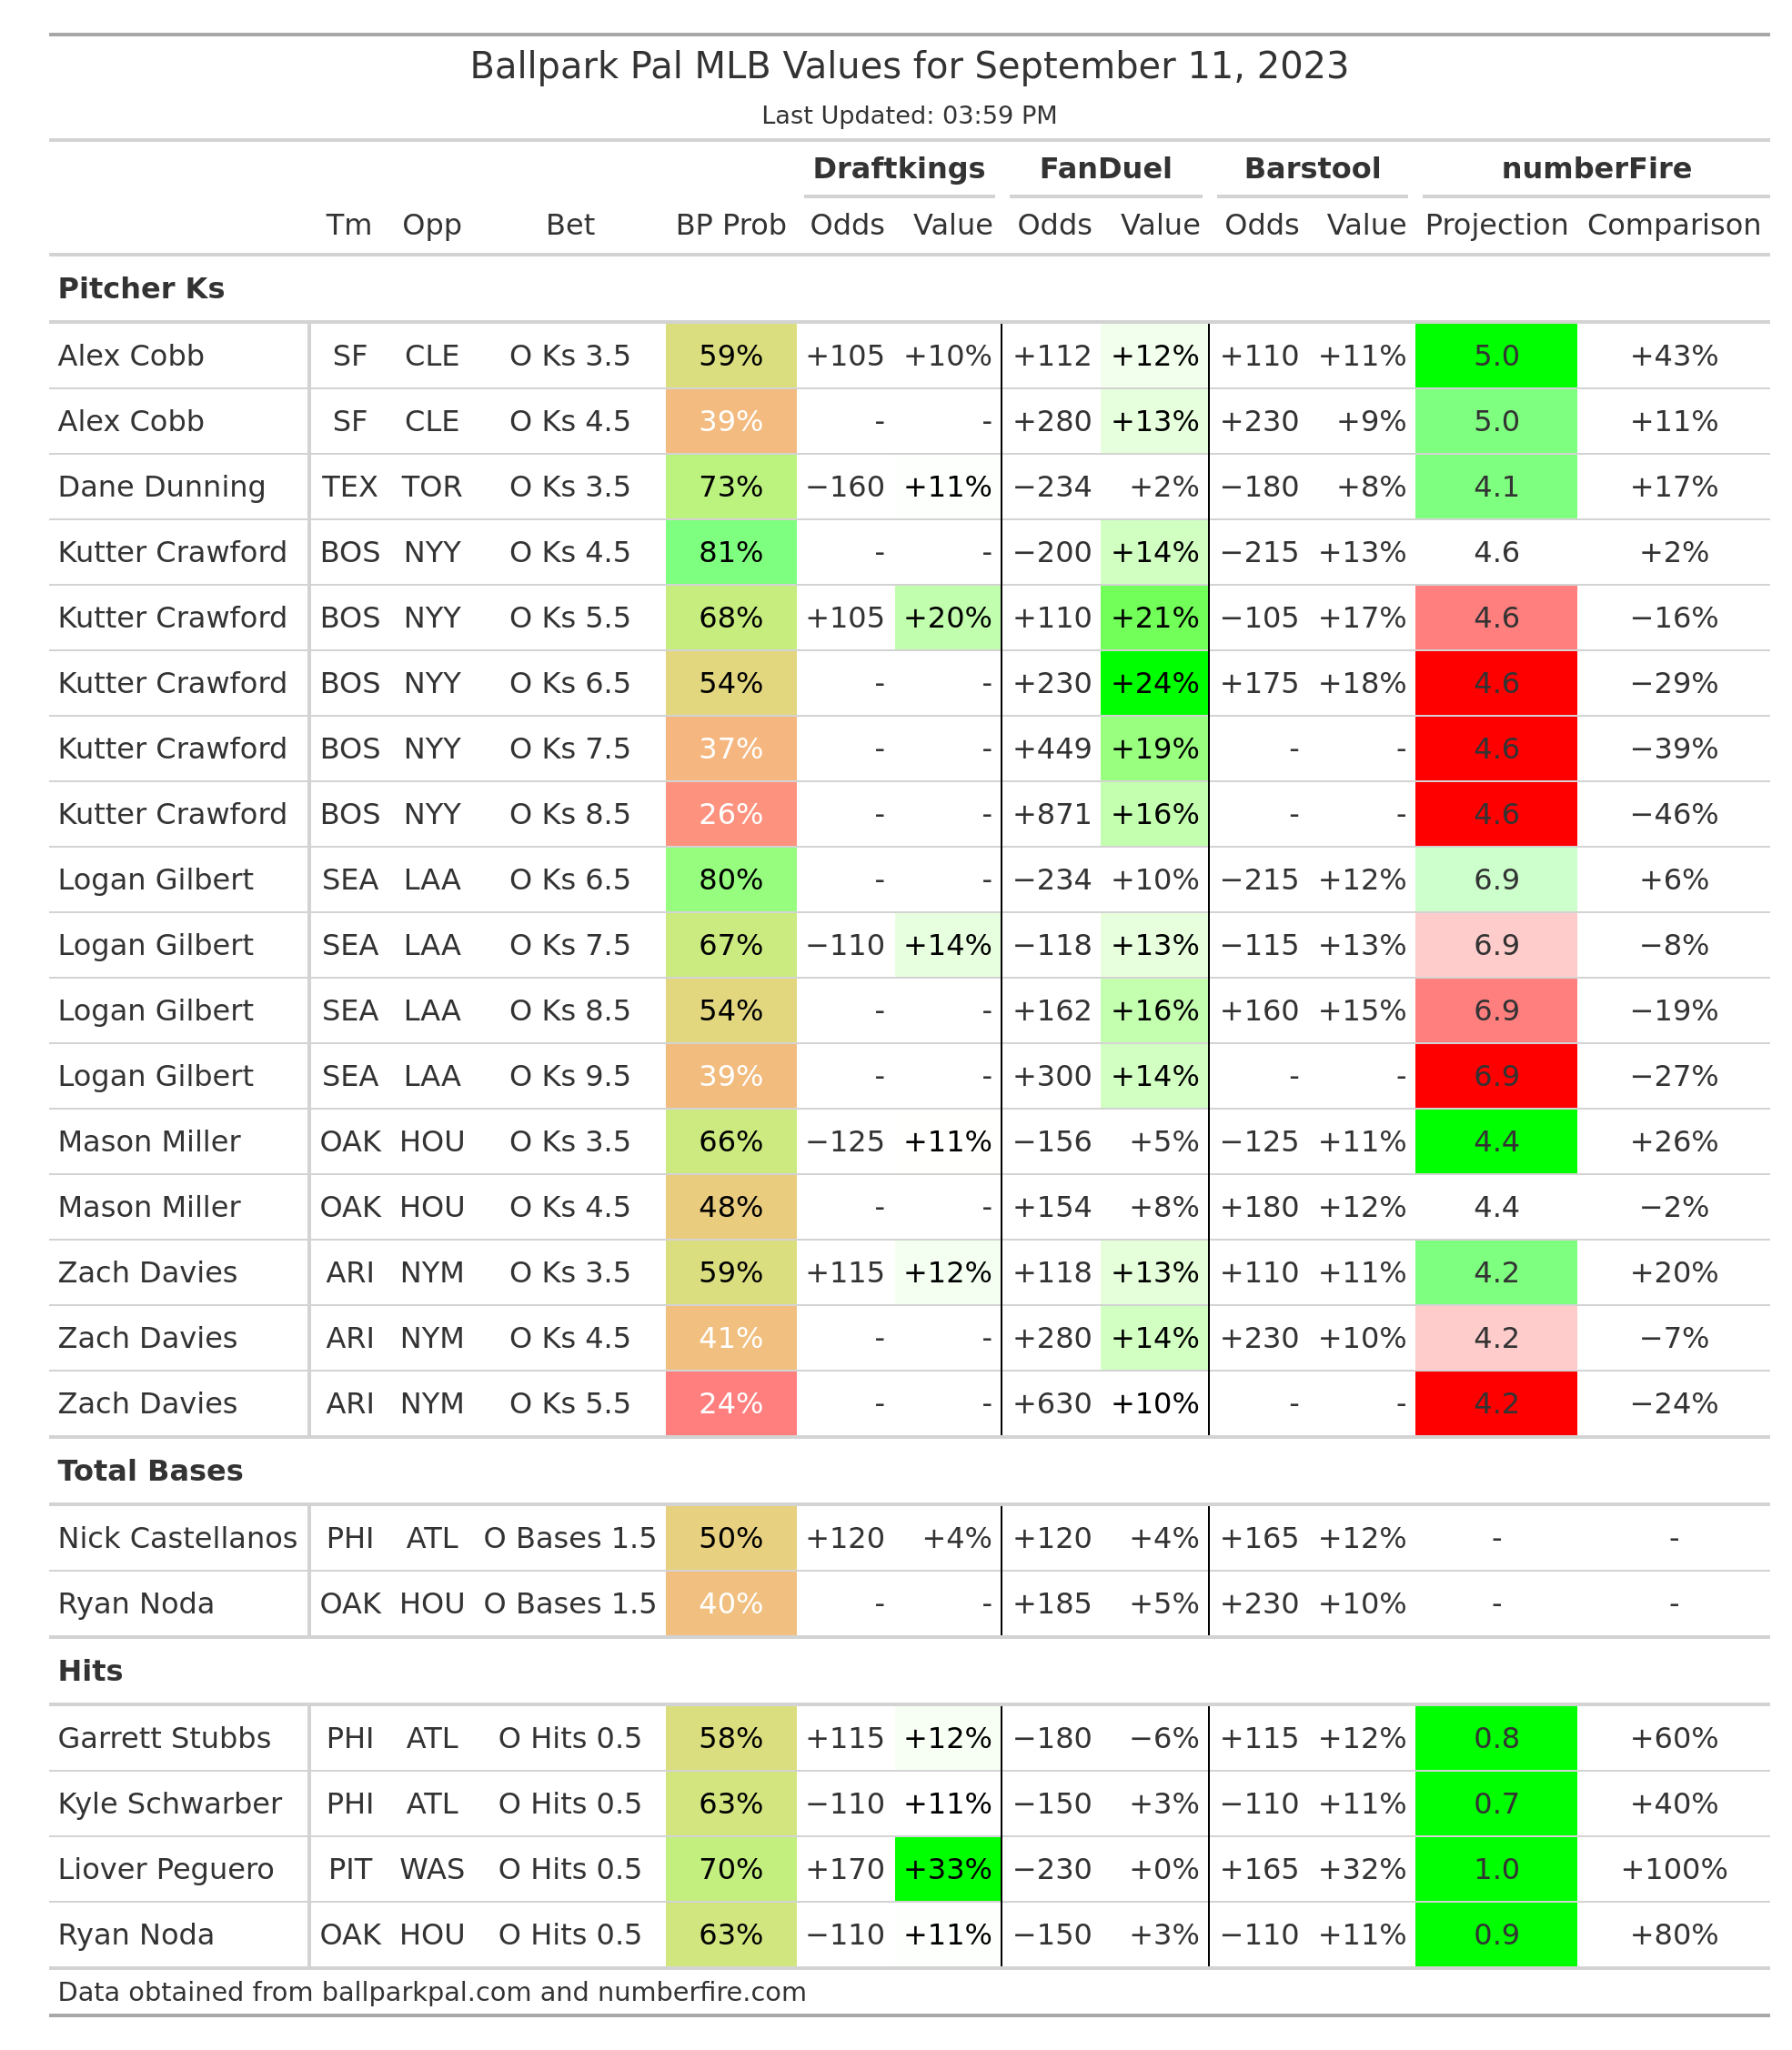 Ballpark Pal MLB Values for September 11, 2023
Last Updated: 03:59 PM
Draftkings FanDuel Barstool numberFire
Tm Opp Bet BP Prob Odds Value Odds Value Odds Value Projection Comparison
Pitcher Ks
Alex Cobb SF CLE O Ks 3.5 59% +105 +10% +112 +12% +110 +11% 5.0 +43%
Alex Cobb SF CLE O Ks 4.5 39% - - +280 +13% +230 +9% 5.0 +11%
Dane Dunning TEX TOR O Ks 3.5 73% −160 +11% −234 +2% −180 +8% 4.1 +17%
Kutter Crawford BOS NYY O Ks 4.5 81% - - −200 +14% −215 +13% 4.6 +2%
Kutter Crawford BOS NYY O Ks 5.5 68% +105 +20% +110 +21% −105 +17% 4.6 −16%
Kutter Crawford BOS NYY O Ks 6.5 54% - - +230 +24% +175 +18% 4.6 −29%
Kutter Crawford BOS NYY O Ks 7.5 37% - - +449 +19% - - 4.6 −39%
Kutter Crawford BOS NYY O Ks 8.5 26% - - +871 +16% - - 4.6 −46%
Logan Gilbert SEA LAA O Ks 6.5 80% - - −234 +10% −215 +12% 6.9 +6%
Logan Gilbert SEA LAA O Ks 7.5 67% −110 +14% −118 +13% −115 +13% 6.9 −8%
Logan Gilbert SEA LAA O Ks 8.5 54% - - +162 +16% +160 +15% 6.9 −19%
Logan Gilbert SEA LAA O Ks 9.5 39% - - +300 +14% - - 6.9 −27%
Mason Miller OAK HOU O Ks 3.5 66% −125 +11% −156 +5% −125 +11% 4.4 +26%
Mason Miller OAK HOU O Ks 4.5 48% - - +154 +8% +180 +12% 4.4 −2%
Zach Davies ARI NYM O Ks 3.5 59% +115 +12% +118 +13% +110 +11% 4.2 +20%
Zach Davies ARI NYM O Ks 4.5 41% - - +280 +14% +230 +10% 4.2 −7%
Zach Davies ARI NYM O Ks 5.5 24% - - +630 +10% - - 4.2 −24%
Total Bases
Nick Castellanos PHI ATL O Bases 1.5 50% +120 +4% +120 +4% +165 +12% - -
Ryan Noda OAK HOU O Bases 1.5 40% - - +185 +5% +230 +10% - -
Hits
Garrett Stubbs PHI ATL O Hits 0.5 58% +115 +12% −180 −6% +115 +12% 0.8 +60%
Kyle Schwarber PHI ATL O Hits 0.5 63% −110 +11% −150 +3% −110 +11% 0.7 +40%
Liover Peguero PIT WAS O Hits 0.5 70% +170 +33% −230 +0% +165 +32% 1.0 +100%
Ryan Noda OAK HOU O Hits 0.5 63% −110 +11% −150 +3% −110 +11% 0.9 +80%
Data obtained from ballparkpal.com and numberfire.com